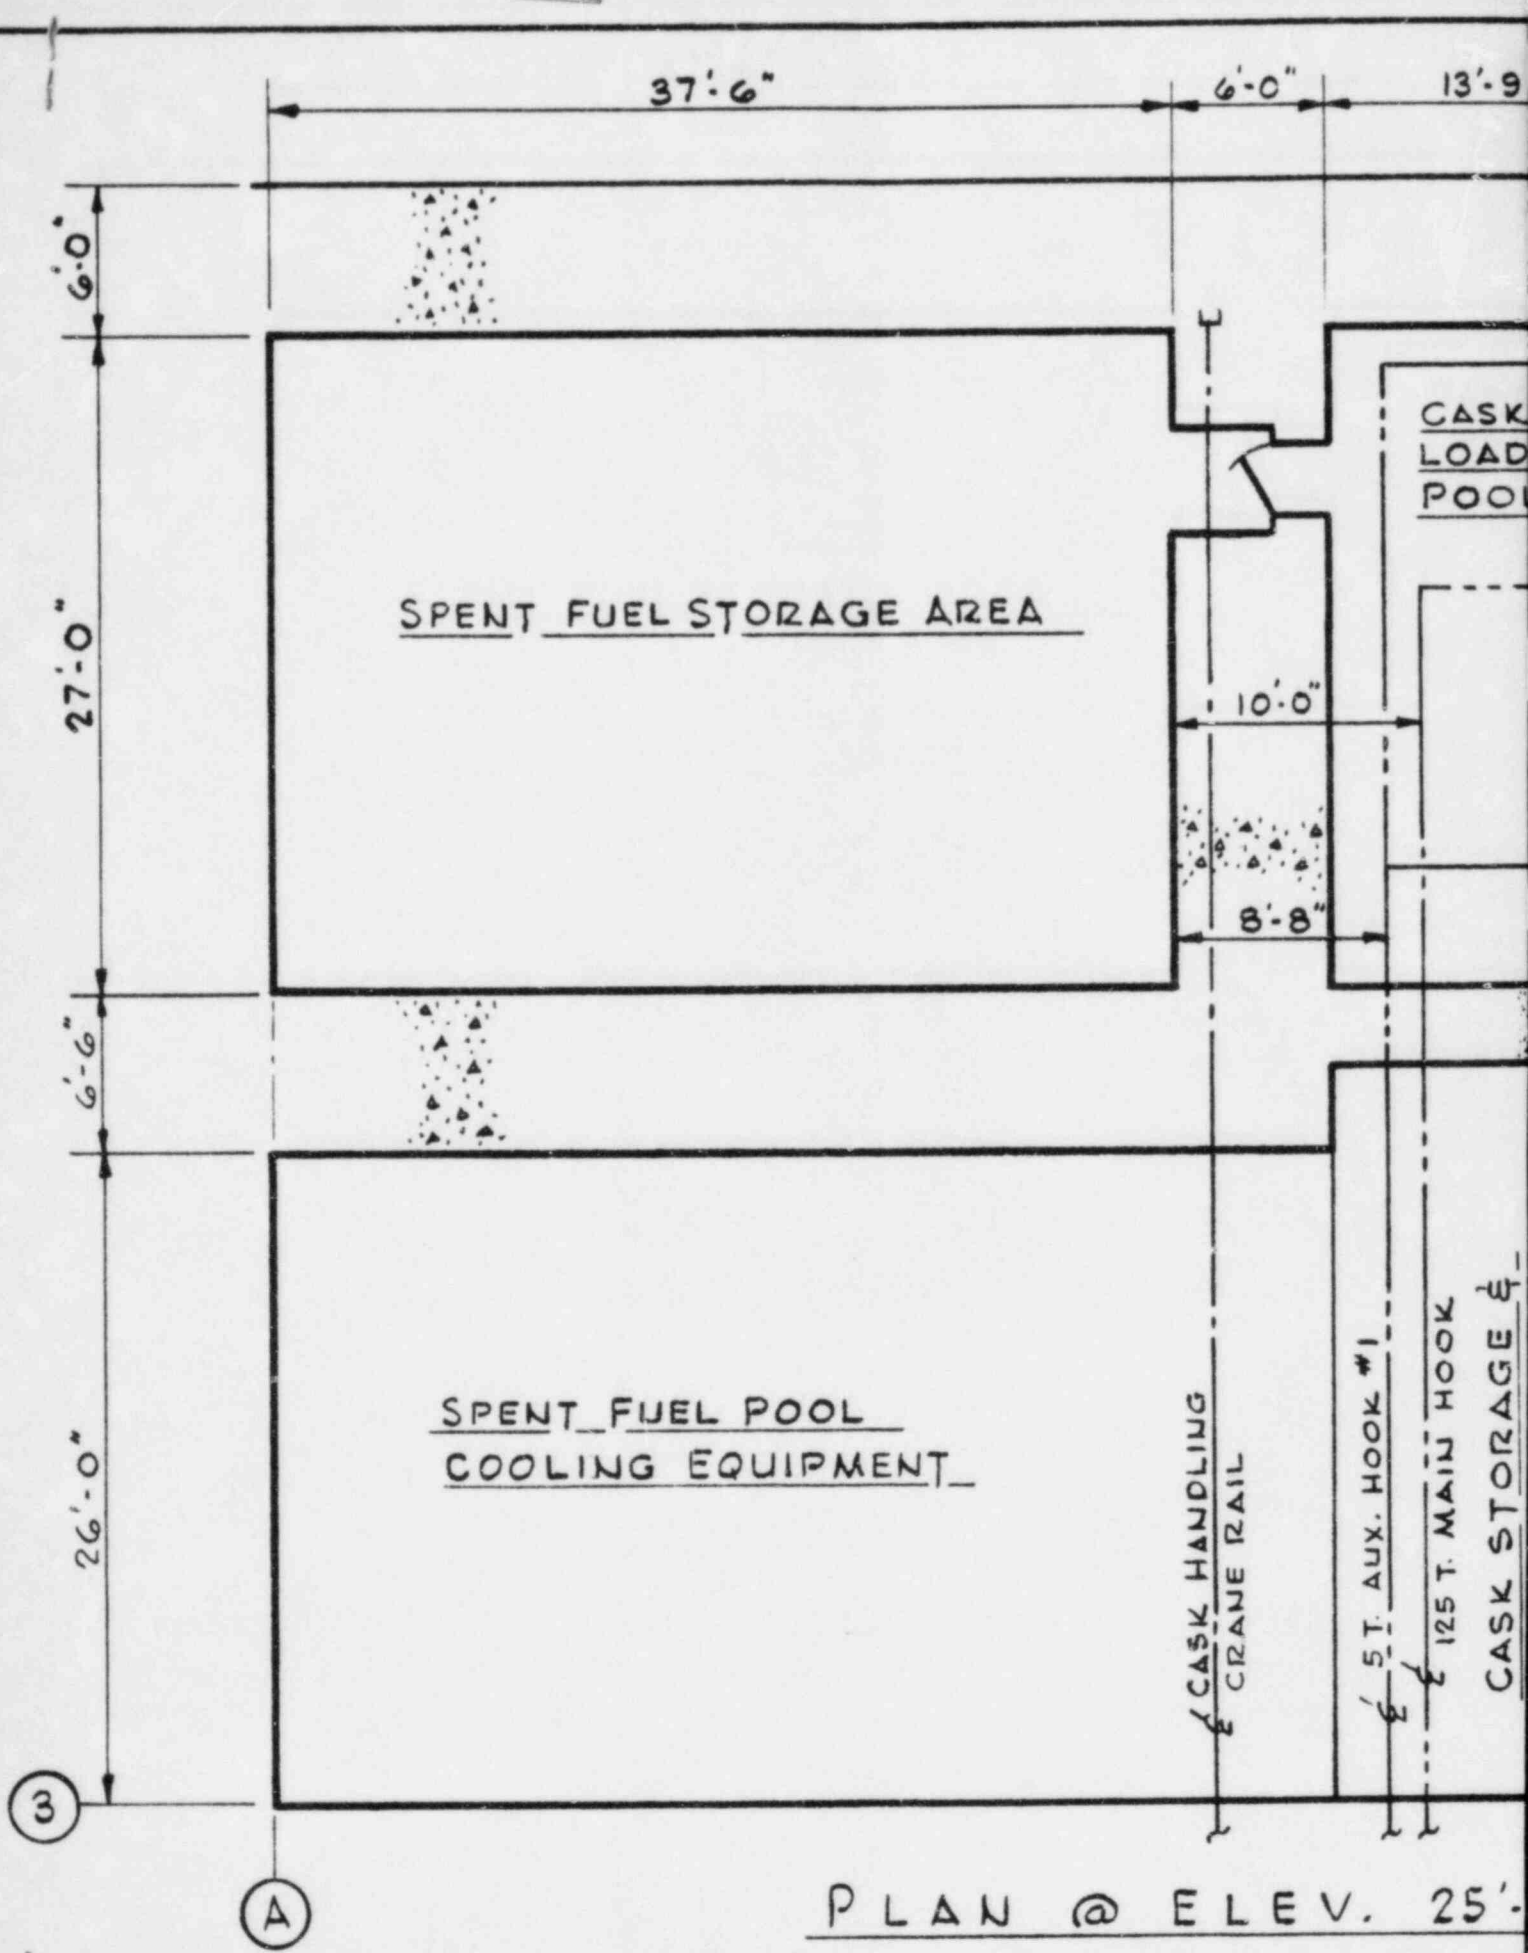 37'-6"
6'-0"
13'-9
6'-0"
CASK
LOAD
POOL
SPENT FUEL STORAGE AREA
27'-0"
10'-0"
8'-8"
6'-6"
SPENT FUEL POOL
COOLING EQUIPMENT
26'-0"
℄ CASK HANDLING
CRANE RAIL
℄ 5 T. AUX. HOOK #1
℄ 125 T. MAIN HOOK
CASK STORAGE &
3
A
PLAN @ ELEV. 25'-